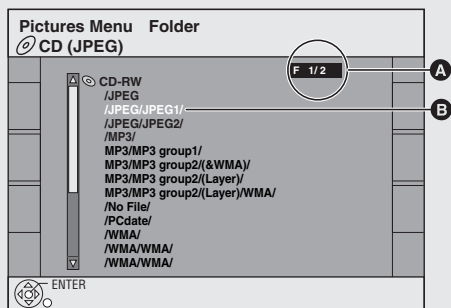 Pictures Menu Folder
CD (JPEG)
F 1/2
A
CD-RW
/JPEG
/JPEG/JPEG1/
B
/JPEG/JPEG2/
/MP3/
MP3/MP3 group1/
MP3/MP3 group2/(&WMA)/
MP3/MP3 group2/(Layer)/
MP3/MP3 group2/(Layer)/WMA/
/No File/
/PCdate/
/WMA/
/WMA/WMA/
/WMA/WMA/
ENTER